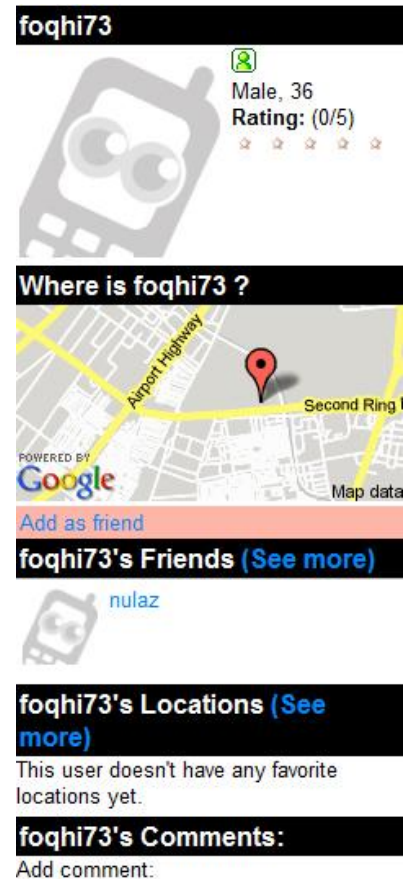 foqhi73
Male, 36
Rating: (0/5)
Where is foqhi73 ?
Airport Highway
Second Ring
POWERED BY
Google
Map data
Add as friend
foqhi73's Friends (See more)
nulaz
foqhi73's Locations (See
more)
This user doesn't have any favorite
locations yet.
foqhi73's Comments:
Add comment: